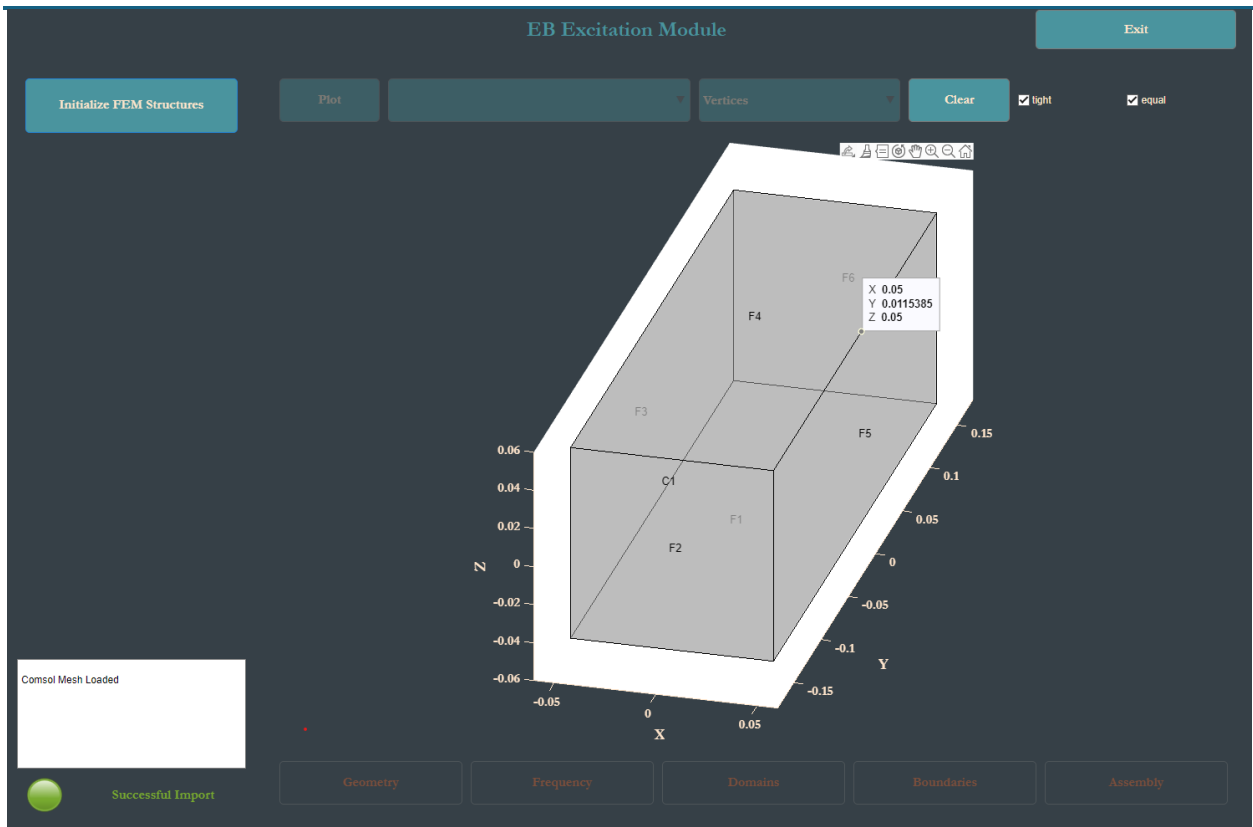 EB Excitation Module
Exit
Initialize FEM Structures
Plot
Vertices
Clear
tight
equal
F6
X 0.05
Y 0.0115385
Z 0.05
F4
F3
F5
C1
F1
F2
0.06
0.04
0.02
0
-0.02
-0.04
-0.06
Z
-0.05
0
0.05
X
0.15
0.1
0.05
0
-0.05
-0.1
-0.15
Y
Comsol Mesh Loaded
Successful Import
Geometry
Frequency
Domains
Boundaries
Assembly